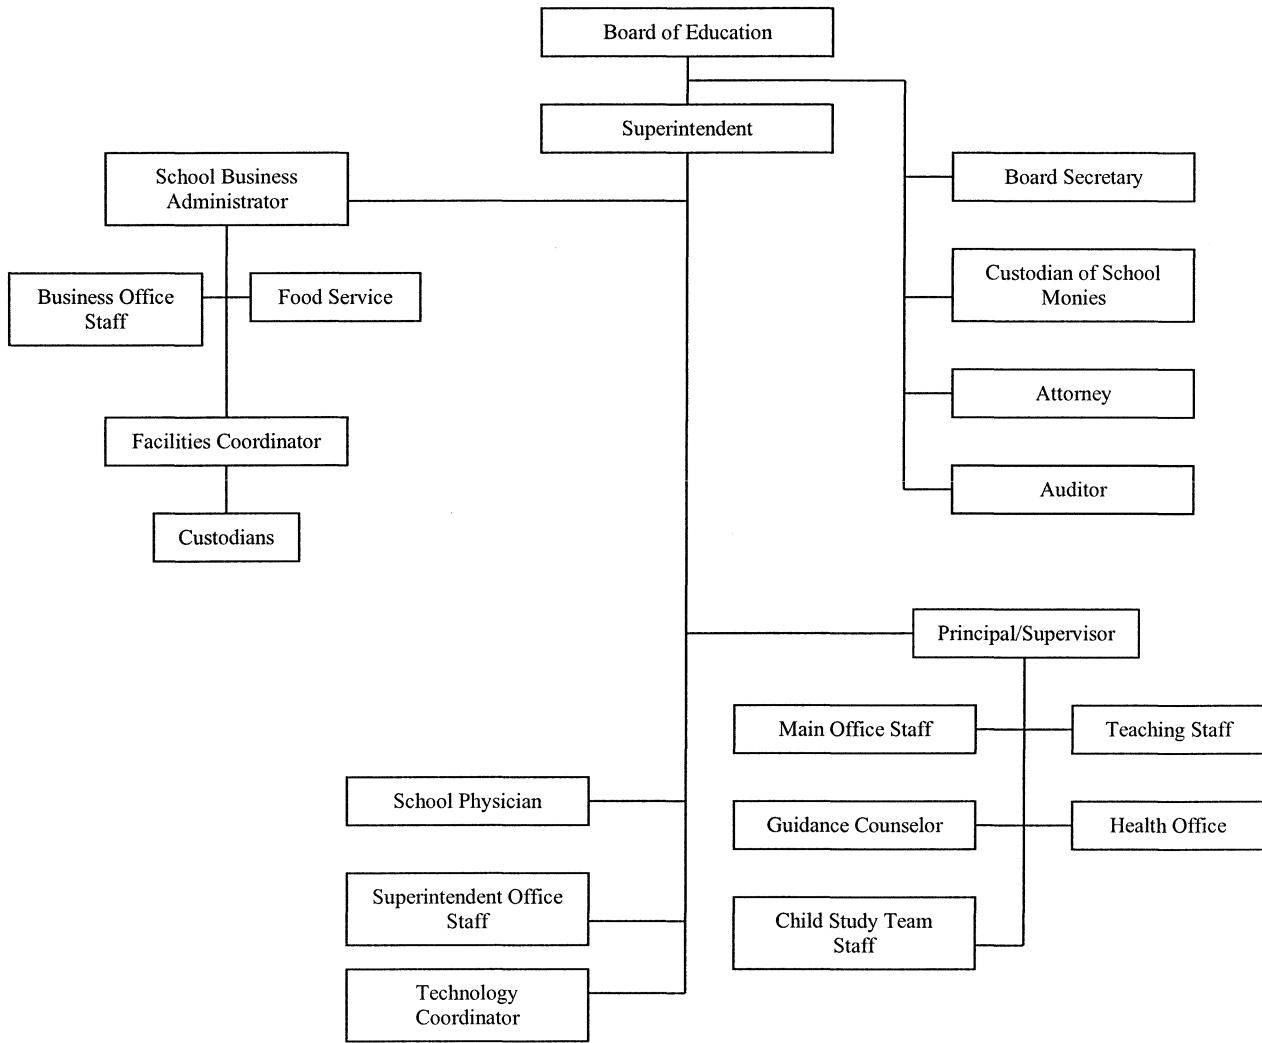 Board of Education
Superintendent
School Business
Administrator
Board Secretary
Business Office
Staff
Food Service
Custodian of School
Monies
Attorney
Facilities Coordinator
Auditor
Custodians
Principal/Supervisor
Main Office Staff
Teaching Staff
School Physician
Guidance Counselor
Health Office
Superintendent Office
Staff
Child Study Team
Staff
Technology
Coordinator